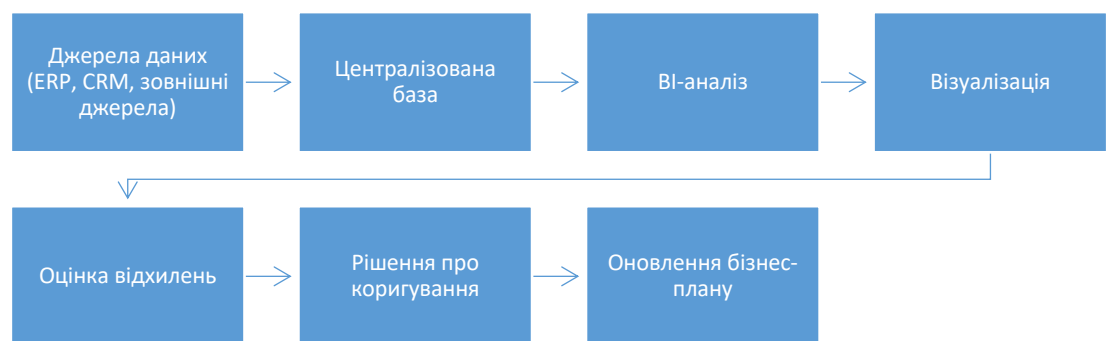 Джерела даних
(ERP, CRM, зовнішні
джерела)
Централізована
база
BI-аналіз
Візуалізація
Оцінка відхилень
Рішення про
коригування
Оновлення бізнес-
плану